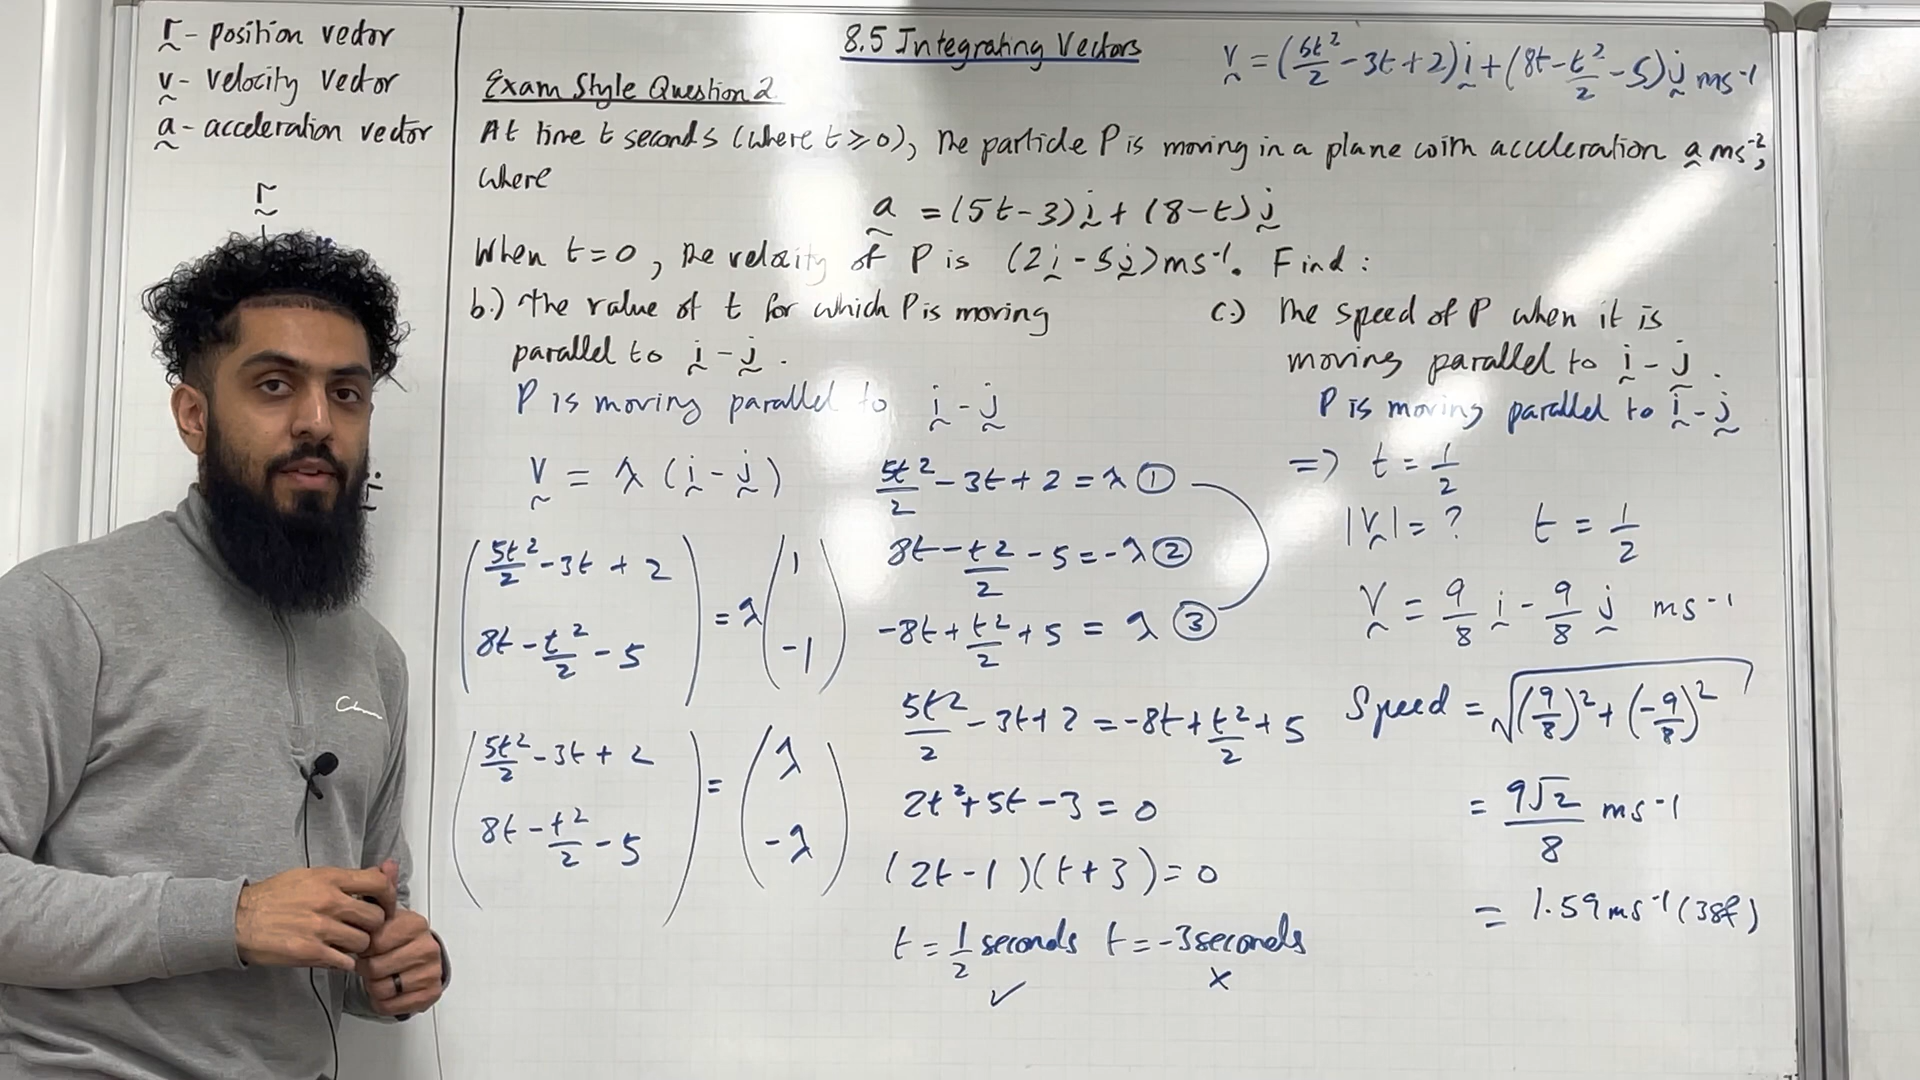 r - position vector
v - velocity vector
a - acceleration vector
r
8.5 Integrating Vectors
v = (5t²/2 - 3t + 2)i + (8t - t²/2 - 5)j ms⁻¹
Exam Style Question 2
At time t seconds (where t ≥ 0), the particle P is moving in a plane with acceleration a ms⁻²,
where
a = (5t - 3)i + (8 - t)j
When t = 0, the velocity of P is (2i - 5j) ms⁻¹. Find:
b.) the value of t for which P is moving
parallel to i - j.
P is moving parallel to i - j
v = λ(i - j)
(5t²/2 - 3t + 2
8t - t²/2 - 5) = λ(1
-1)
(5t²/2 - 3t + 2
8t - t²/2 - 5) = (λ
-λ)
5t²/2 - 3t + 2 = λ ①
8t - t²/2 - 5 = -λ ②
-8t + t²/2 + 5 = λ ③
5t²/2 - 3t + 2 = -8t + t²/2 + 5
2t² + 5t - 3 = 0
(2t - 1)(t + 3) = 0
t = 1/2 seconds t = -3 seconds
✓ ×
c.) the speed of P when it is
moving parallel to i - j.
P is moving parallel to i - j
=> t = 1/2
|v| = ? t = 1/2
v = 9/8 i - 9/8 j ms⁻¹
Speed = √((9/8)² + (-9/8)²)
= 9√2/8 ms⁻¹
= 1.59 ms⁻¹ (3sf)